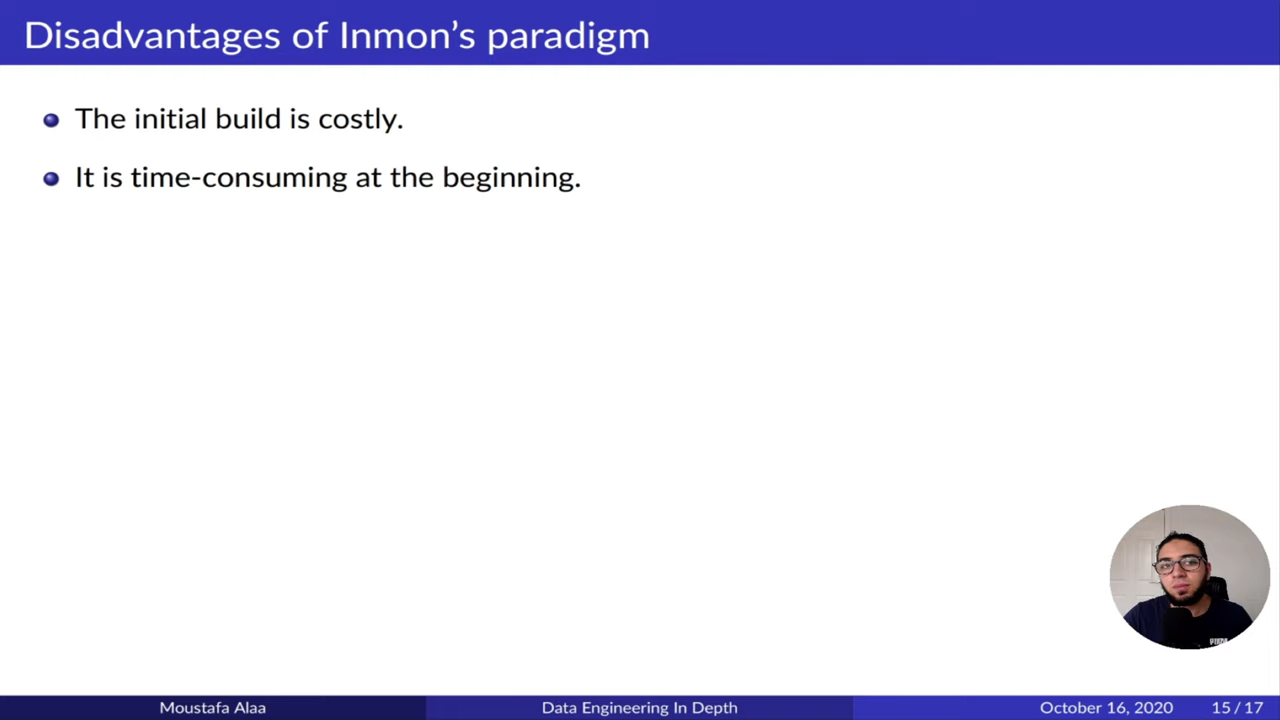 Disadvantages of Inmon's paradigm
The initial build is costly.
It is time-consuming at the beginning.
Moustafa Alaa
Data Engineering In Depth
October 16, 2020
15 / 17